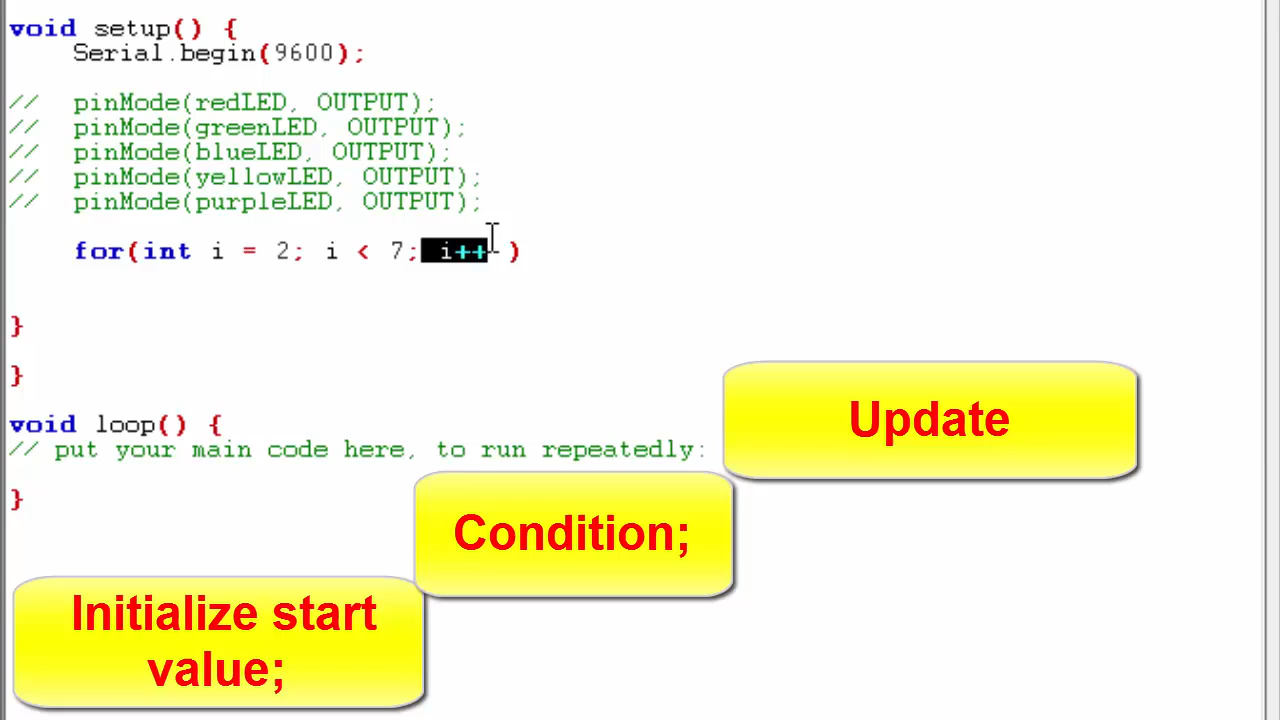 void setup() {
Serial.begin(9600);
// pinMode(redLED, OUTPUT);
// pinMode(greenLED, OUTPUT);
// pinMode(blueLED, OUTPUT);
// pinMode(yellowLED, OUTPUT);
// pinMode(purpleLED, OUTPUT);
for(int i = 2; i < 7; i++ )
}
}
void loop() {
// put your main code here, to run repeatedly:
}
Update
Condition;
Initialize start
value;